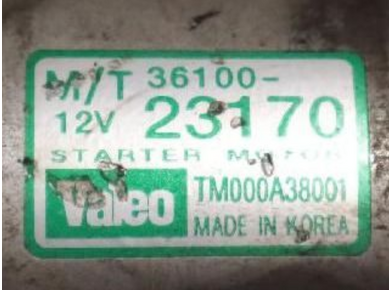 M/T 36100-
12V 23170
STARTER MOTOR
Valeo TM000A38001
MADE IN KOREA